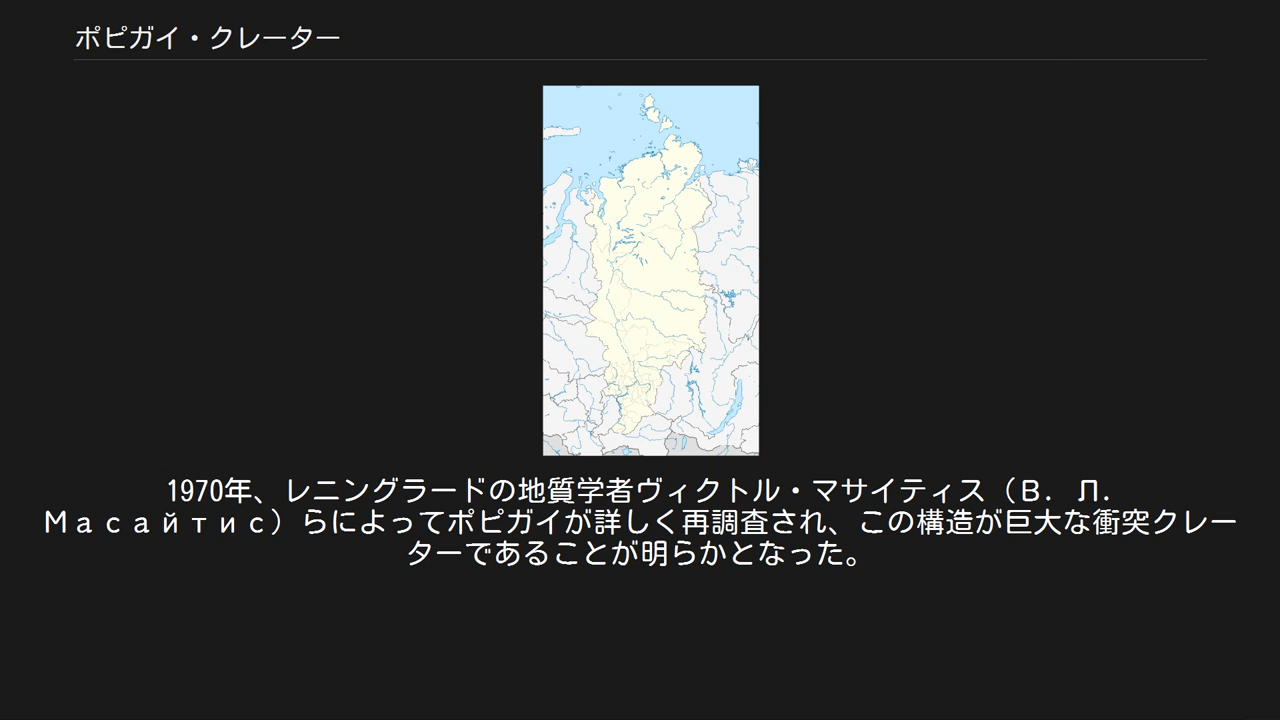 ポピガイ・クレーター
1970年、レニングラードの地質学者ヴィクトル・マサイティス（В．Л．
Масайтис）らによってポピガイが詳しく再調査され、この構造が巨大な衝突クレー
ターであることが明らかとなった。